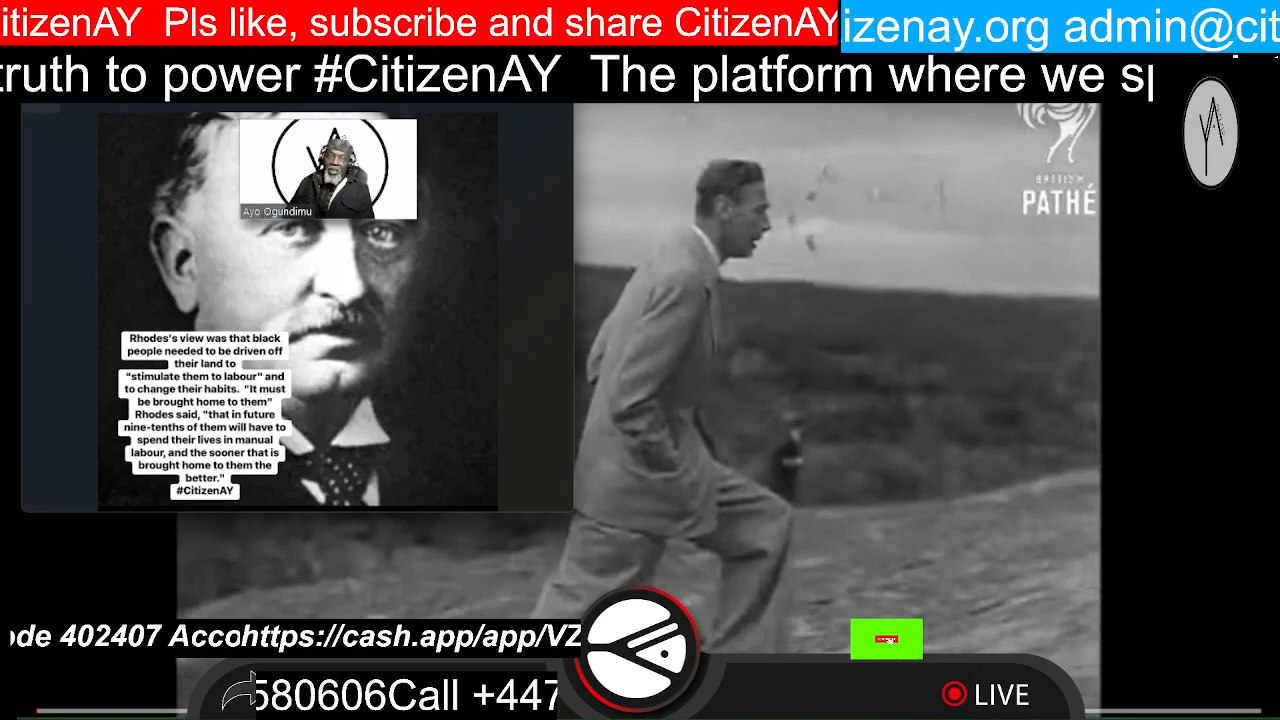 itizenAY Pls like, subscribe and share CitizenAY
izenay.org admin@cit
truth to power #CitizenAY The platform where we sp
Ayo Ogundimu
BRITISH
PATHÉ
Rhodes's view was that black
people needed to be driven off
their land to
"stimulate them to labour" and
to change their habits. "It must
be brought home to them"
Rhodes said, "that in future
nine-tenths of them will have to
spend their lives in manual
labour, and the sooner that is
brought home to them the
better."
#CitizenAY
ode 402407 Accohttps://cash.app/app/VZ
580606Call +447
LIVE